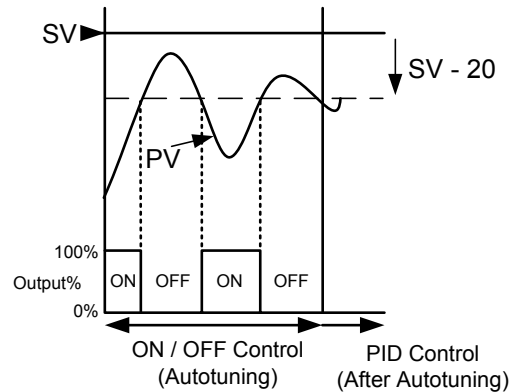 SV
SV - 20
PV
100%
Output%
0%
ON
OFF
ON
OFF
ON / OFF Control
(Autotuning)
PID Control
(After Autotuning)